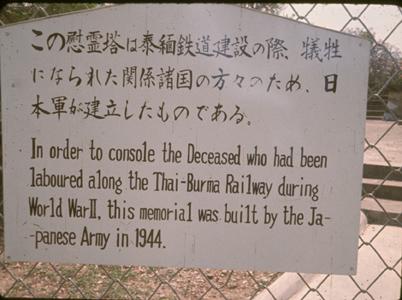 この慰霊塔は泰緬鉄道建設の際、犠牲
になられた関係諸国の方々のため、日
本軍が建立したものである。
In order to console the Deceased who had been
laboured along the Thai-Burma Railway during
World War II, this memorial was built by the Ja-
-panese Army in 1944.